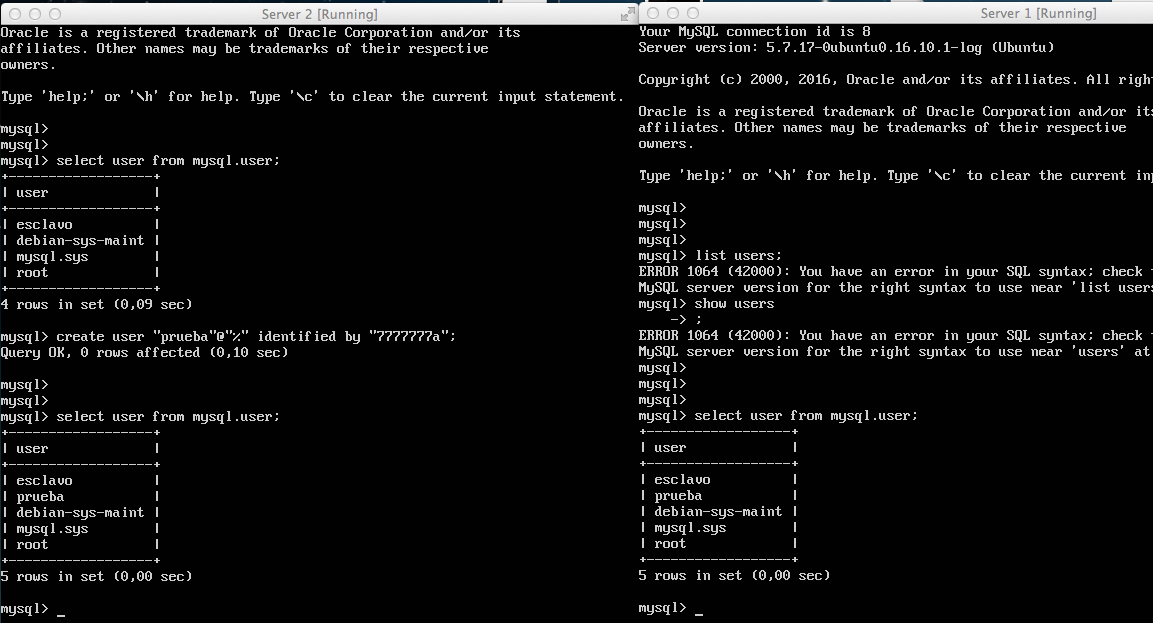 Server 2 [Running]
Oracle is a registered trademark of Oracle Corporation and/or its
affiliates. Other names may be trademarks of their respective
owners.
Type 'help;' or '\h' for help. Type '\c' to clear the current input statement.
mysql>
mysql>
mysql> select user from mysql.user;
+------------------+
| user             |
+------------------+
| esclavo          |
| debian-sys-maint |
| mysql.sys        |
| root             |
+------------------+
4 rows in set (0,09 sec)
mysql> create user "prueba"@"%" identified by "7777777a";
Query OK, 0 rows affected (0,10 sec)
mysql>
mysql>
mysql> select user from mysql.user;
+------------------+
| user             |
+------------------+
| esclavo          |
| prueba           |
| debian-sys-maint |
| mysql.sys        |
| root             |
+------------------+
5 rows in set (0,00 sec)
mysql> _
Server 1 [Running]
Your MySQL connection id is 8
Server version: 5.7.17-0ubuntu0.16.10.1-log (Ubuntu)
Copyright (c) 2000, 2016, Oracle and/or its affiliates. All righ
Oracle is a registered trademark of Oracle Corporation and/or its
affiliates. Other names may be trademarks of their respective
owners.
Type 'help;' or '\h' for help. Type '\c' to clear the current in
mysql>
mysql>
mysql>
mysql> list users;
ERROR 1064 (42000): You have an error in your SQL syntax; check
MySQL server version for the right syntax to use near 'list users
mysql> show users
    -> ;
ERROR 1064 (42000): You have an error in your SQL syntax; check
MySQL server version for the right syntax to use near 'users' at
mysql>
mysql>
mysql>
mysql> select user from mysql.user;
+------------------+
| user             |
+------------------+
| esclavo          |
| prueba           |
| debian-sys-maint |
| mysql.sys        |
| root             |
+------------------+
5 rows in set (0,00 sec)
mysql> _